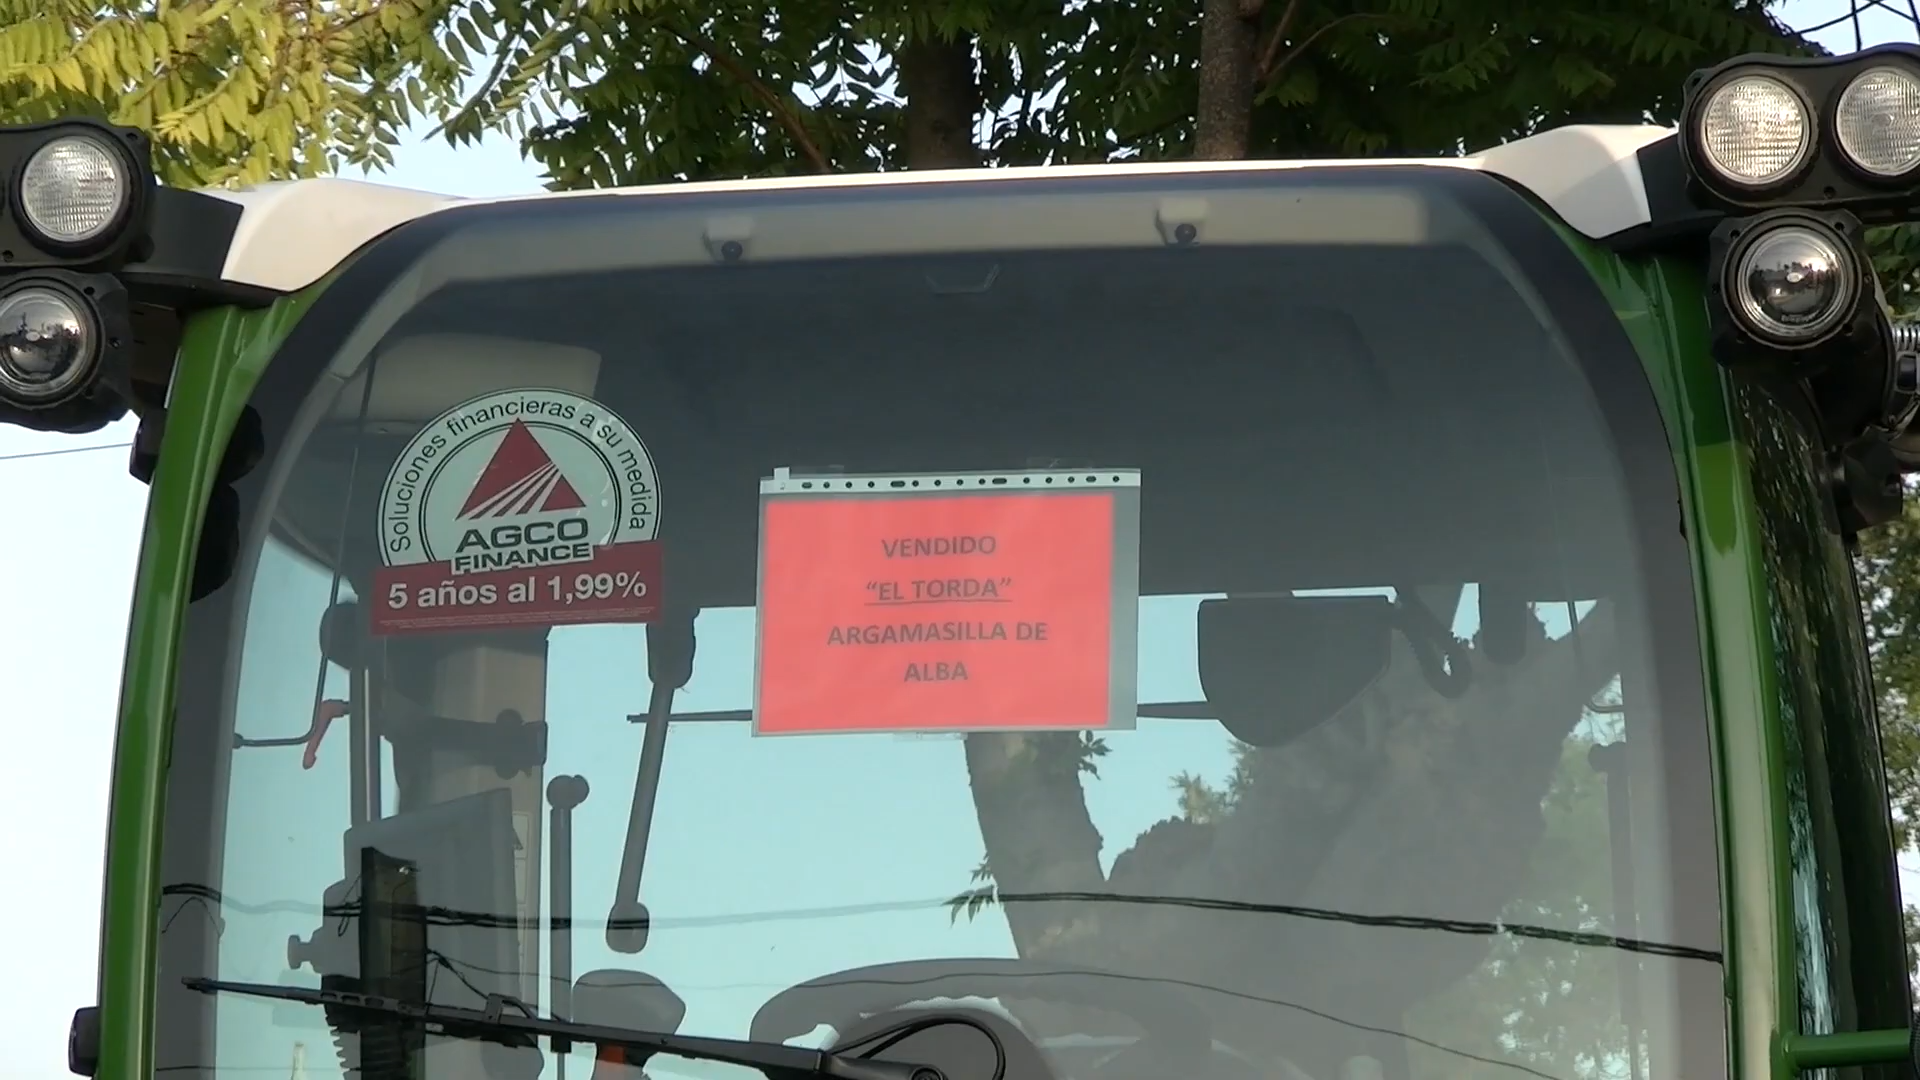 Soluciones financieras a su medida
AGCO
FINANCE
5 años al 1,99%
VENDIDO
“EL TORDA”
ARGAMASILLA DE
ALBA